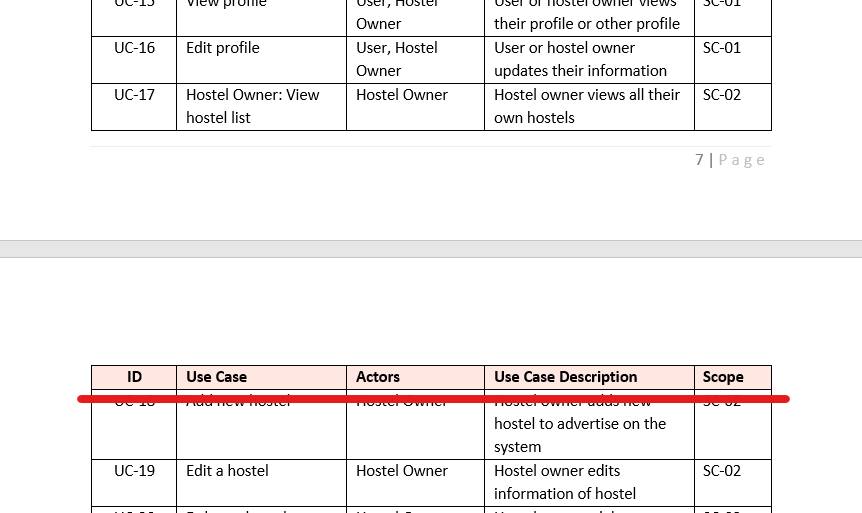 UC-15 View profile User, Hostel User or hostel owner views SC-01
Owner their profile or other profile
UC-16 Edit profile User, Hostel User or hostel owner SC-01
Owner updates their information
UC-17 Hostel Owner: View Hostel Owner Hostel owner views all their SC-02
hostel list own hostels
7 | Page
ID Use Case Actors Use Case Description Scope
UC-18 Add new hostel Hostel Owner Hostel owner adds new SC-02
hostel to advertise on the
system
UC-19 Edit a hostel Hostel Owner Hostel owner edits SC-02
information of hostel